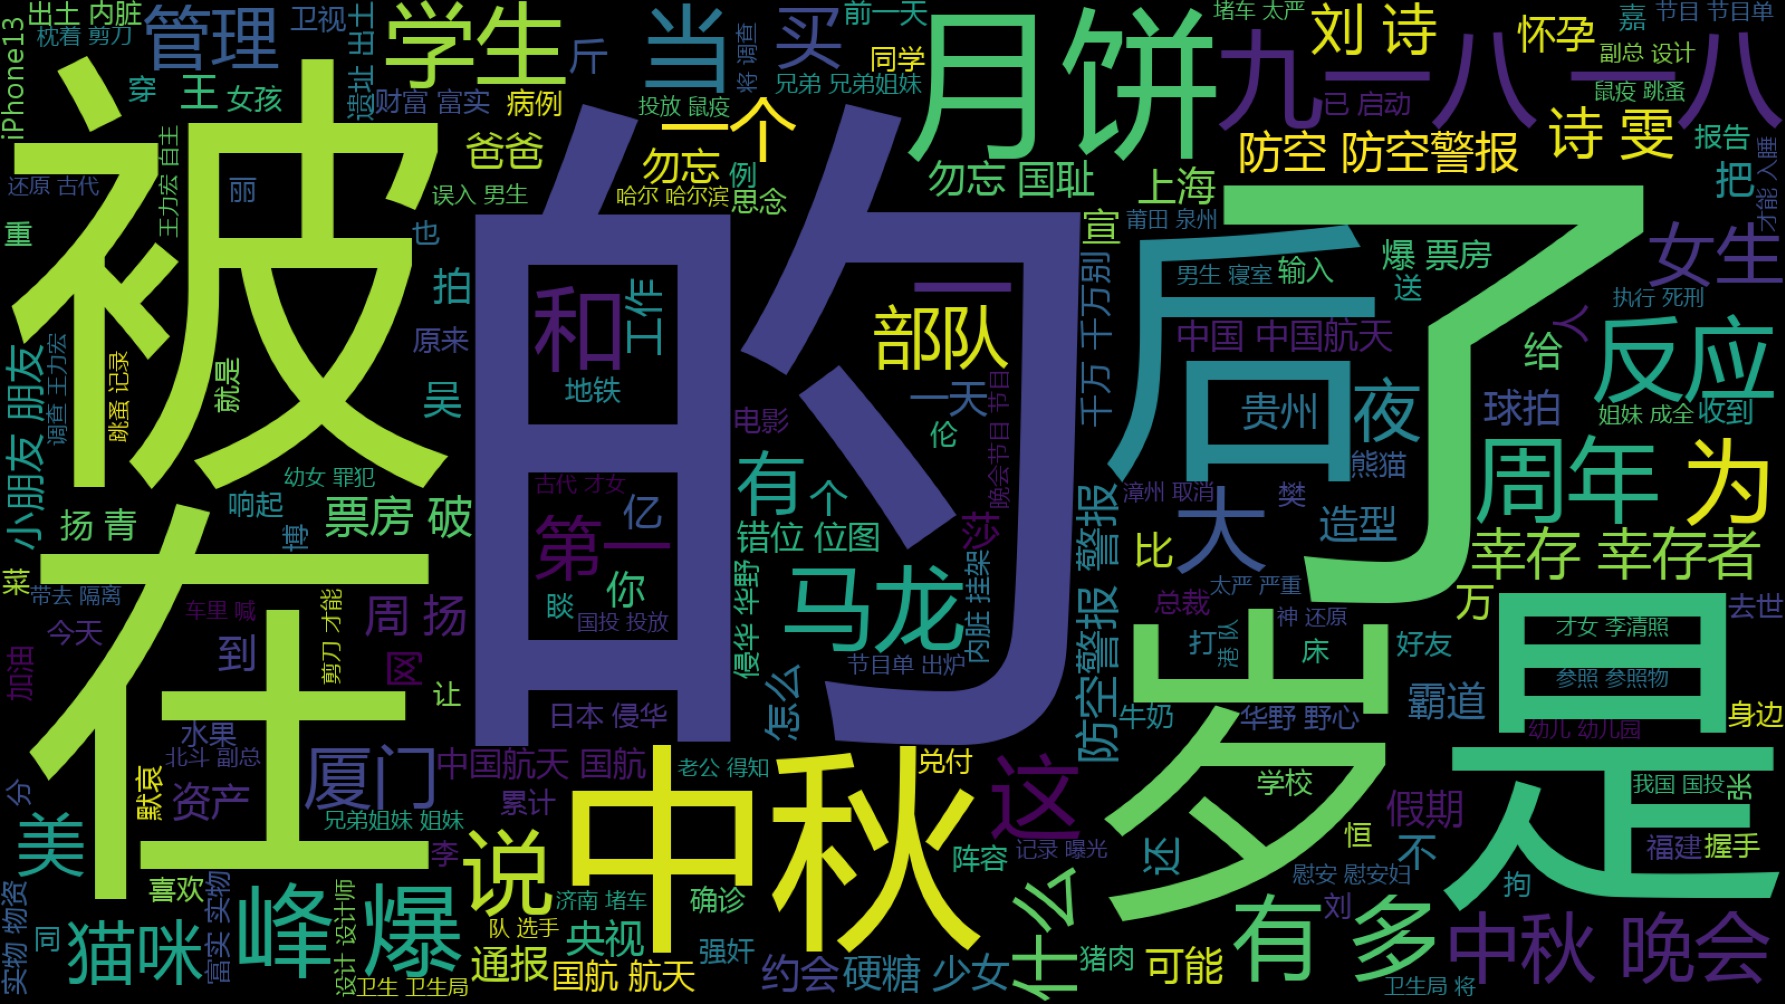 出土 内脏
枕着 剪刀
iPhone13
管理
卫视
遗址 出土
学生
斤
当
将 调查
买
前一天
同学
兄弟 兄弟姐妹
月饼
堵车 太严
九一八 一八
刘 诗
怀孕
嘉
节目 节目单
副总 设计
鼠疫 跳蚤
穿
王
女孩
财富 富实
病例
投放 鼠疫
一个
已 启动
防空 防空警报
诗 雯
报告
把
才能 入睡
被
还原 古代
王力宏 自主
丽
爸爸
误入 男生
勿忘
例
哈尔 哈尔滨
思念
勿忘 国耻
上海
宣
莆田 泉州
重
也
的
后
了
爆 票房
女生
拍
和
工作
一
部队
千万 千万别
男生 寝室
输入
送
执行 死刑
人
小朋友 朋友
调查 王力宏
跳蚤 记录
就是
原来
吴
地铁
电影
一天
伦
晚会节目 节目
中国 中国航天
贵州
夜
给
球拍
反应
姐妹 成全
收到
熊猫
幼女 罪犯
古代 才女
有
个
漳州 取消
樊
周年
为
扬 青
响起
博
票房 破
第一
亿
错位 位图
莎
防空警报 警报
大
造型
比
幸存 幸存者
在
菜
带去 隔离
今天
加油
车里 喊
到
剪刀 才能
周 扬
网
睒
你
国投 投放
侵华 华野
马龙
内脏 挂架
节目单 出炉
太严 严重
总裁
神 还原
万
去世
岁
打
港 队
床
好友
是
才女 李清照
参照 参照物
让
日本 侵华
怎么
牛奶
华野 野心
霸道
身边
幼儿 幼儿园
水果
北斗 副总
默哀
资产
厦门
中国航天 国航
老公 得知
兑付
这
学校
假期
我国 国投
张
分
美
兄弟姐妹 姐妹
李
累计
中秋
说
阵容
记录 曝光
还
恒
不
福建
握手
喜欢
实物 物资
司
猫咪
富实 实物
峰 爆
设计 设计师
卫生 卫生局
济南 堵车
队 选手
确诊
央视
通报
强奸
国航 航天
约会
硬糖 少女
什么
猪肉
可能
慰安 慰安妇
刘
有 多
拘
中秋 晚会
卫生局 将